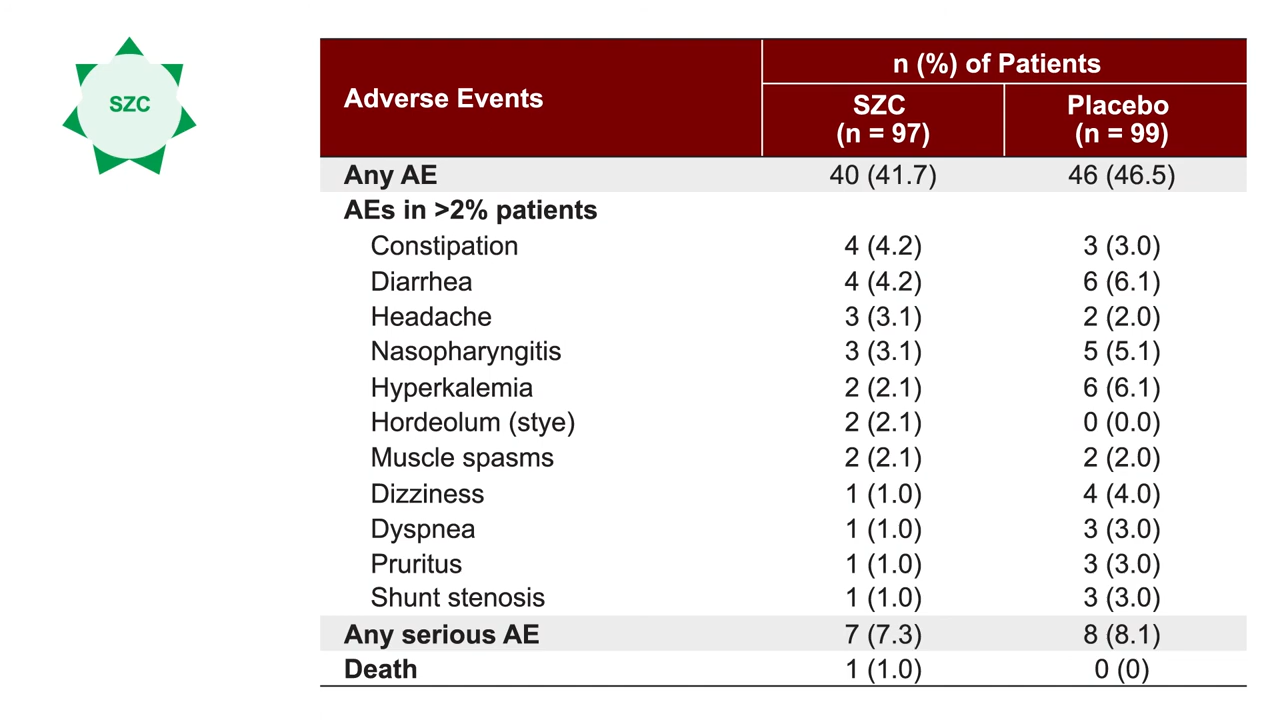 SZC
Adverse Events
n (%) of Patients
SZC (n = 97)
Placebo (n = 99)
Any AE 40 (41.7) 46 (46.5)
AEs in >2% patients
Constipation 4 (4.2) 3 (3.0)
Diarrhea 4 (4.2) 6 (6.1)
Headache 3 (3.1) 2 (2.0)
Nasopharyngitis 3 (3.1) 5 (5.1)
Hyperkalemia 2 (2.1) 6 (6.1)
Hordeolum (stye) 2 (2.1) 0 (0.0)
Muscle spasms 2 (2.1) 2 (2.0)
Dizziness 1 (1.0) 4 (4.0)
Dyspnea 1 (1.0) 3 (3.0)
Pruritus 1 (1.0) 3 (3.0)
Shunt stenosis 1 (1.0) 3 (3.0)
Any serious AE 7 (7.3) 8 (8.1)
Death 1 (1.0) 0 (0)